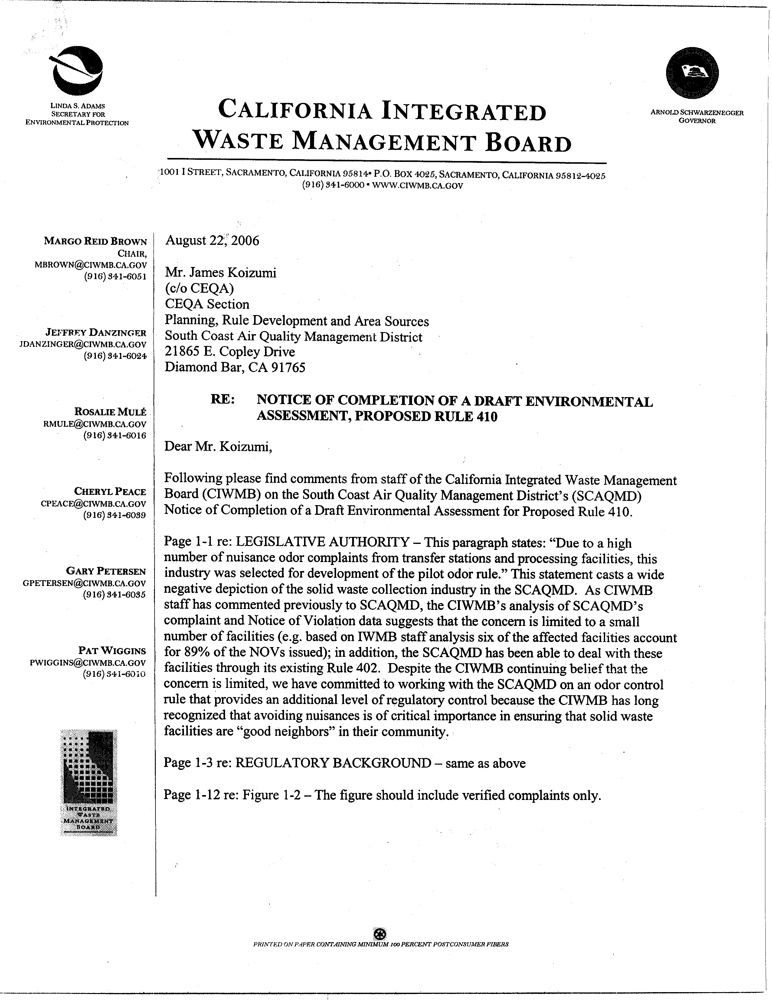 LINDA S. ADAMS
SECRETARY FOR
ENVIRONMENTAL PROTECTION
CALIFORNIA INTEGRATED
WASTE MANAGEMENT BOARD
ARNOLD SCHWARZENEGGER
GOVERNOR
1001 I STREET, SACRAMENTO, CALIFORNIA 95814• P.O. BOX 4025, SACRAMENTO, CALIFORNIA 95812-4025
(916) 341-6000 • WWW.CIWMB.CA.GOV
MARGO REID BROWN
CHAIR,
MBROWN@CIWMB.CA.GOV
(916) 341-6051
JEFFREY DANZINGER
JDANZINGER@CIWMB.CA.GOV
(916) 341-6024
ROSALIE MULÉ
RMULE@CIWMB.CA.GOV
(916) 341-6016
CHERYL PEACE
CPEACE@CIWMB.CA.GOV
(916) 341-6039
GARY PETERSEN
GPETERSEN@CIWMB.CA.GOV
(916) 341-6035
PAT WIGGINS
PWIGGINS@CIWMB.CA.GOV
(916) 341-6010
INTEGRATED
WASTE
MANAGEMENT
BOARD
August 22, 2006
Mr. James Koizumi
(c/o CEQA)
CEQA Section
Planning, Rule Development and Area Sources
South Coast Air Quality Management District
21865 E. Copley Drive
Diamond Bar, CA 91765
RE: NOTICE OF COMPLETION OF A DRAFT ENVIRONMENTAL
ASSESSMENT, PROPOSED RULE 410
Dear Mr. Koizumi,
Following please find comments from staff of the California Integrated Waste Management
Board (CIWMB) on the South Coast Air Quality Management District's (SCAQMD)
Notice of Completion of a Draft Environmental Assessment for Proposed Rule 410.
Page 1-1 re: LEGISLATIVE AUTHORITY – This paragraph states: “Due to a high
number of nuisance odor complaints from transfer stations and processing facilities, this
industry was selected for development of the pilot odor rule.” This statement casts a wide
negative depiction of the solid waste collection industry in the SCAQMD. As CIWMB
staff has commented previously to SCAQMD, the CIWMB's analysis of SCAQMD's
complaint and Notice of Violation data suggests that the concern is limited to a small
number of facilities (e.g. based on IWMB staff analysis six of the affected facilities account
for 89% of the NOVs issued); in addition, the SCAQMD has been able to deal with these
facilities through its existing Rule 402. Despite the CIWMB continuing belief that the
concern is limited, we have committed to working with the SCAQMD on an odor control
rule that provides an additional level of regulatory control because the CIWMB has long
recognized that avoiding nuisances is of critical importance in ensuring that solid waste
facilities are “good neighbors” in their community.
Page 1-3 re: REGULATORY BACKGROUND – same as above
Page 1-12 re: Figure 1-2 – The figure should include verified complaints only.
PRINTED ON PAPER CONTAINING MINIMUM 100 PERCENT POSTCONSUMER FIBERS